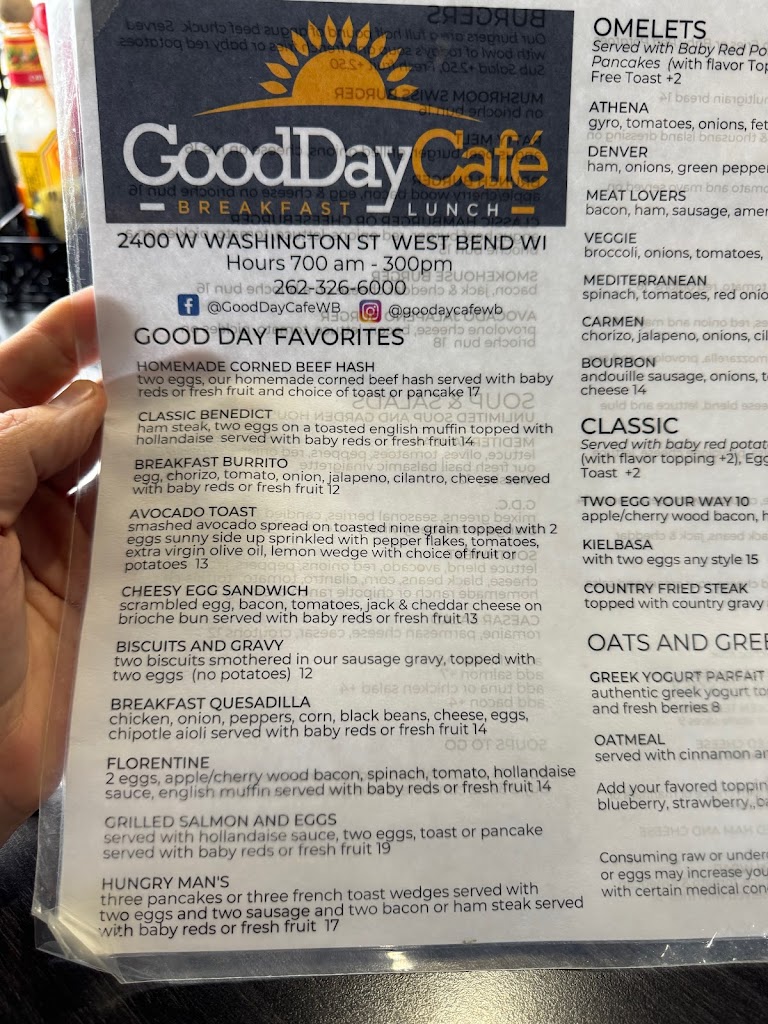 GOODDAY Café
BREAKFAST LUNCH
2400 W WASHINGTON ST WEST BEND WI
Hours 700 am - 300pm
262-326-6000
@GoodDayCafeWB @goodaycafewb
GOOD DAY FAVORITES
HOMEMADE CORNED BEEF HASH
two eggs, our homemade corned beef hash served with baby
reds or fresh fruit and choice of toast or pancake 17
CLASSIC BENEDICT
ham steak, two eggs on a toasted english muffin topped with
hollandaise served with baby reds or fresh fruit 14
BREAKFAST BURRITO
egg, chorizo, tomato, onion, jalapeno, cilantro, cheese served
with baby reds or fresh fruit 12
AVOCADO TOAST
smashed avocado spread on toasted nine grain topped with 2
eggs sunny side up sprinkled with pepper flakes, tomatoes,
extra virgin olive oil, lemon wedge with choice of fruit or
potatoes 13
CHEESY EGG SANDWICH
scrambled egg, bacon, tomatoes, jack & cheddar cheese on
brioche bun served with baby reds or fresh fruit 13
BISCUITS AND GRAVY
two biscuits smothered in our sausage gravy, topped with
two eggs (no potatoes) 12
BREAKFAST QUESADILLA
chicken, onion, peppers, corn, black beans, cheese, eggs,
chipotle aioli served with baby reds or fresh fruit 14
FLORENTINE
2 eggs, apple/cherry wood bacon, spinach, tomato, hollandaise
sauce, english muffin served with baby reds or fresh fruit 14
GRILLED SALMON AND EGGS
served with hollandaise sauce, two eggs, toast or pancake
served with baby reds or fresh fruit 19
HUNGRY MAN'S
three pancakes or three french toast wedges served with
two eggs and two sausage and two bacon or ham steak served
with baby reds or fresh fruit 17
OMELETS
Served with Baby Red
Pancakes (with flavor
Free Toast +2
ATHENA
gyro, tomatoes, onions,
DENVER
ham, onions, green
MEAT LOVERS
bacon, ham, sausage,
VEGGIE
broccoli, onions, tomatoes,
MEDITERRANEAN
spinach, tomatoes, red
CARMEN
chorizo, jalapeno, onions,
BOURBON
andouille sausage, onions,
cheese 14
CLASSIC
Served with baby red
(with flavor topping +2),
Toast +2
TWO EGG YOUR WAY 10
apple/cherry wood bacon,
KIELBASA
with two eggs any style 15
COUNTRY FRIED STEAK
topped with country gravy
OATS AND
GREEK YOGURT PARFAIT
authentic greek yogurt
and fresh berries 8
OATMEAL
served with cinnamon
Add your favored
blueberry, strawberry,
Consuming raw or
or eggs may increase
with certain medical